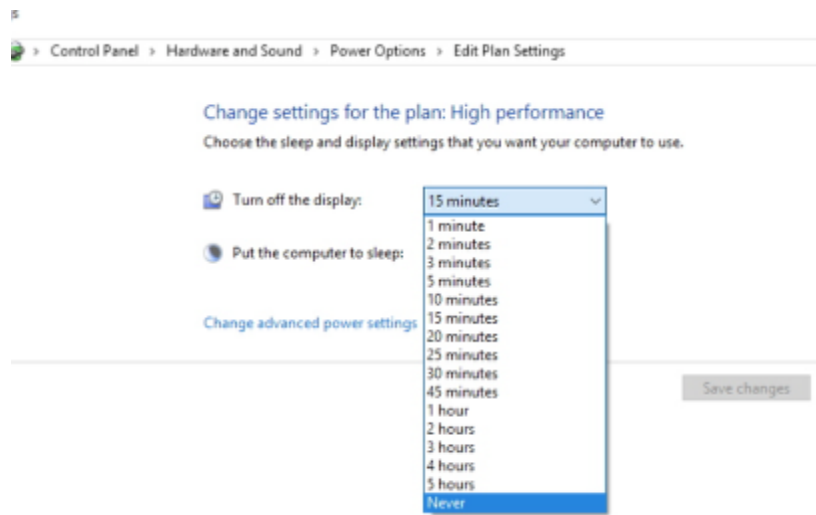 Control Panel > Hardware and Sound > Power Options > Edit Plan Settings
Change settings for the plan: High performance
Choose the sleep and display settings that you want your computer to use.
Turn off the display: 15 minutes
1 minute
2 minutes
3 minutes
5 minutes
10 minutes
15 minutes
20 minutes
25 minutes
30 minutes
45 minutes
1 hour
2 hours
3 hours
4 hours
5 hours
Never
Put the computer to sleep:
Change advanced power settings
Save changes